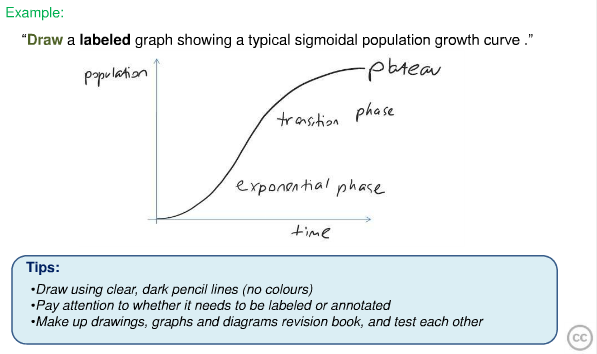 Example:
“Draw a labeled graph showing a typical sigmoidal population growth curve .”
population
plateau
transition phase
exponential phase
time
Tips:
•Draw using clear, dark pencil lines (no colours)
•Pay attention to whether it needs to be labeled or annotated
•Make up drawings, graphs and diagrams revision book, and test each other
cc